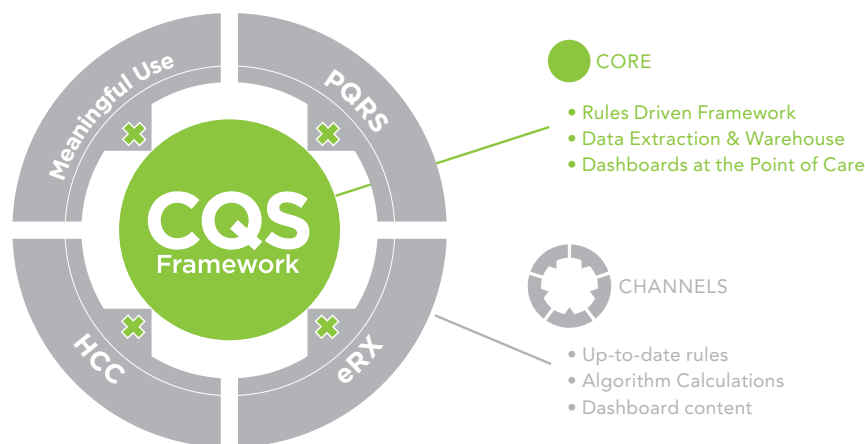 Meaningful Use
PQRS
CQS
Framework
HCC
eRX
CORE
• Rules Driven Framework
• Data Extraction & Warehouse
• Dashboards at the Point of Care
CHANNELS
• Up-to-date rules
• Algorithm Calculations
• Dashboard content